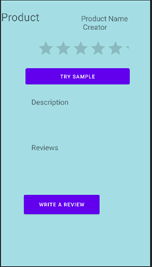 Product
Product Name
Creator
TRY SAMPLE
Description
Reviews
WRITE A REVIEW